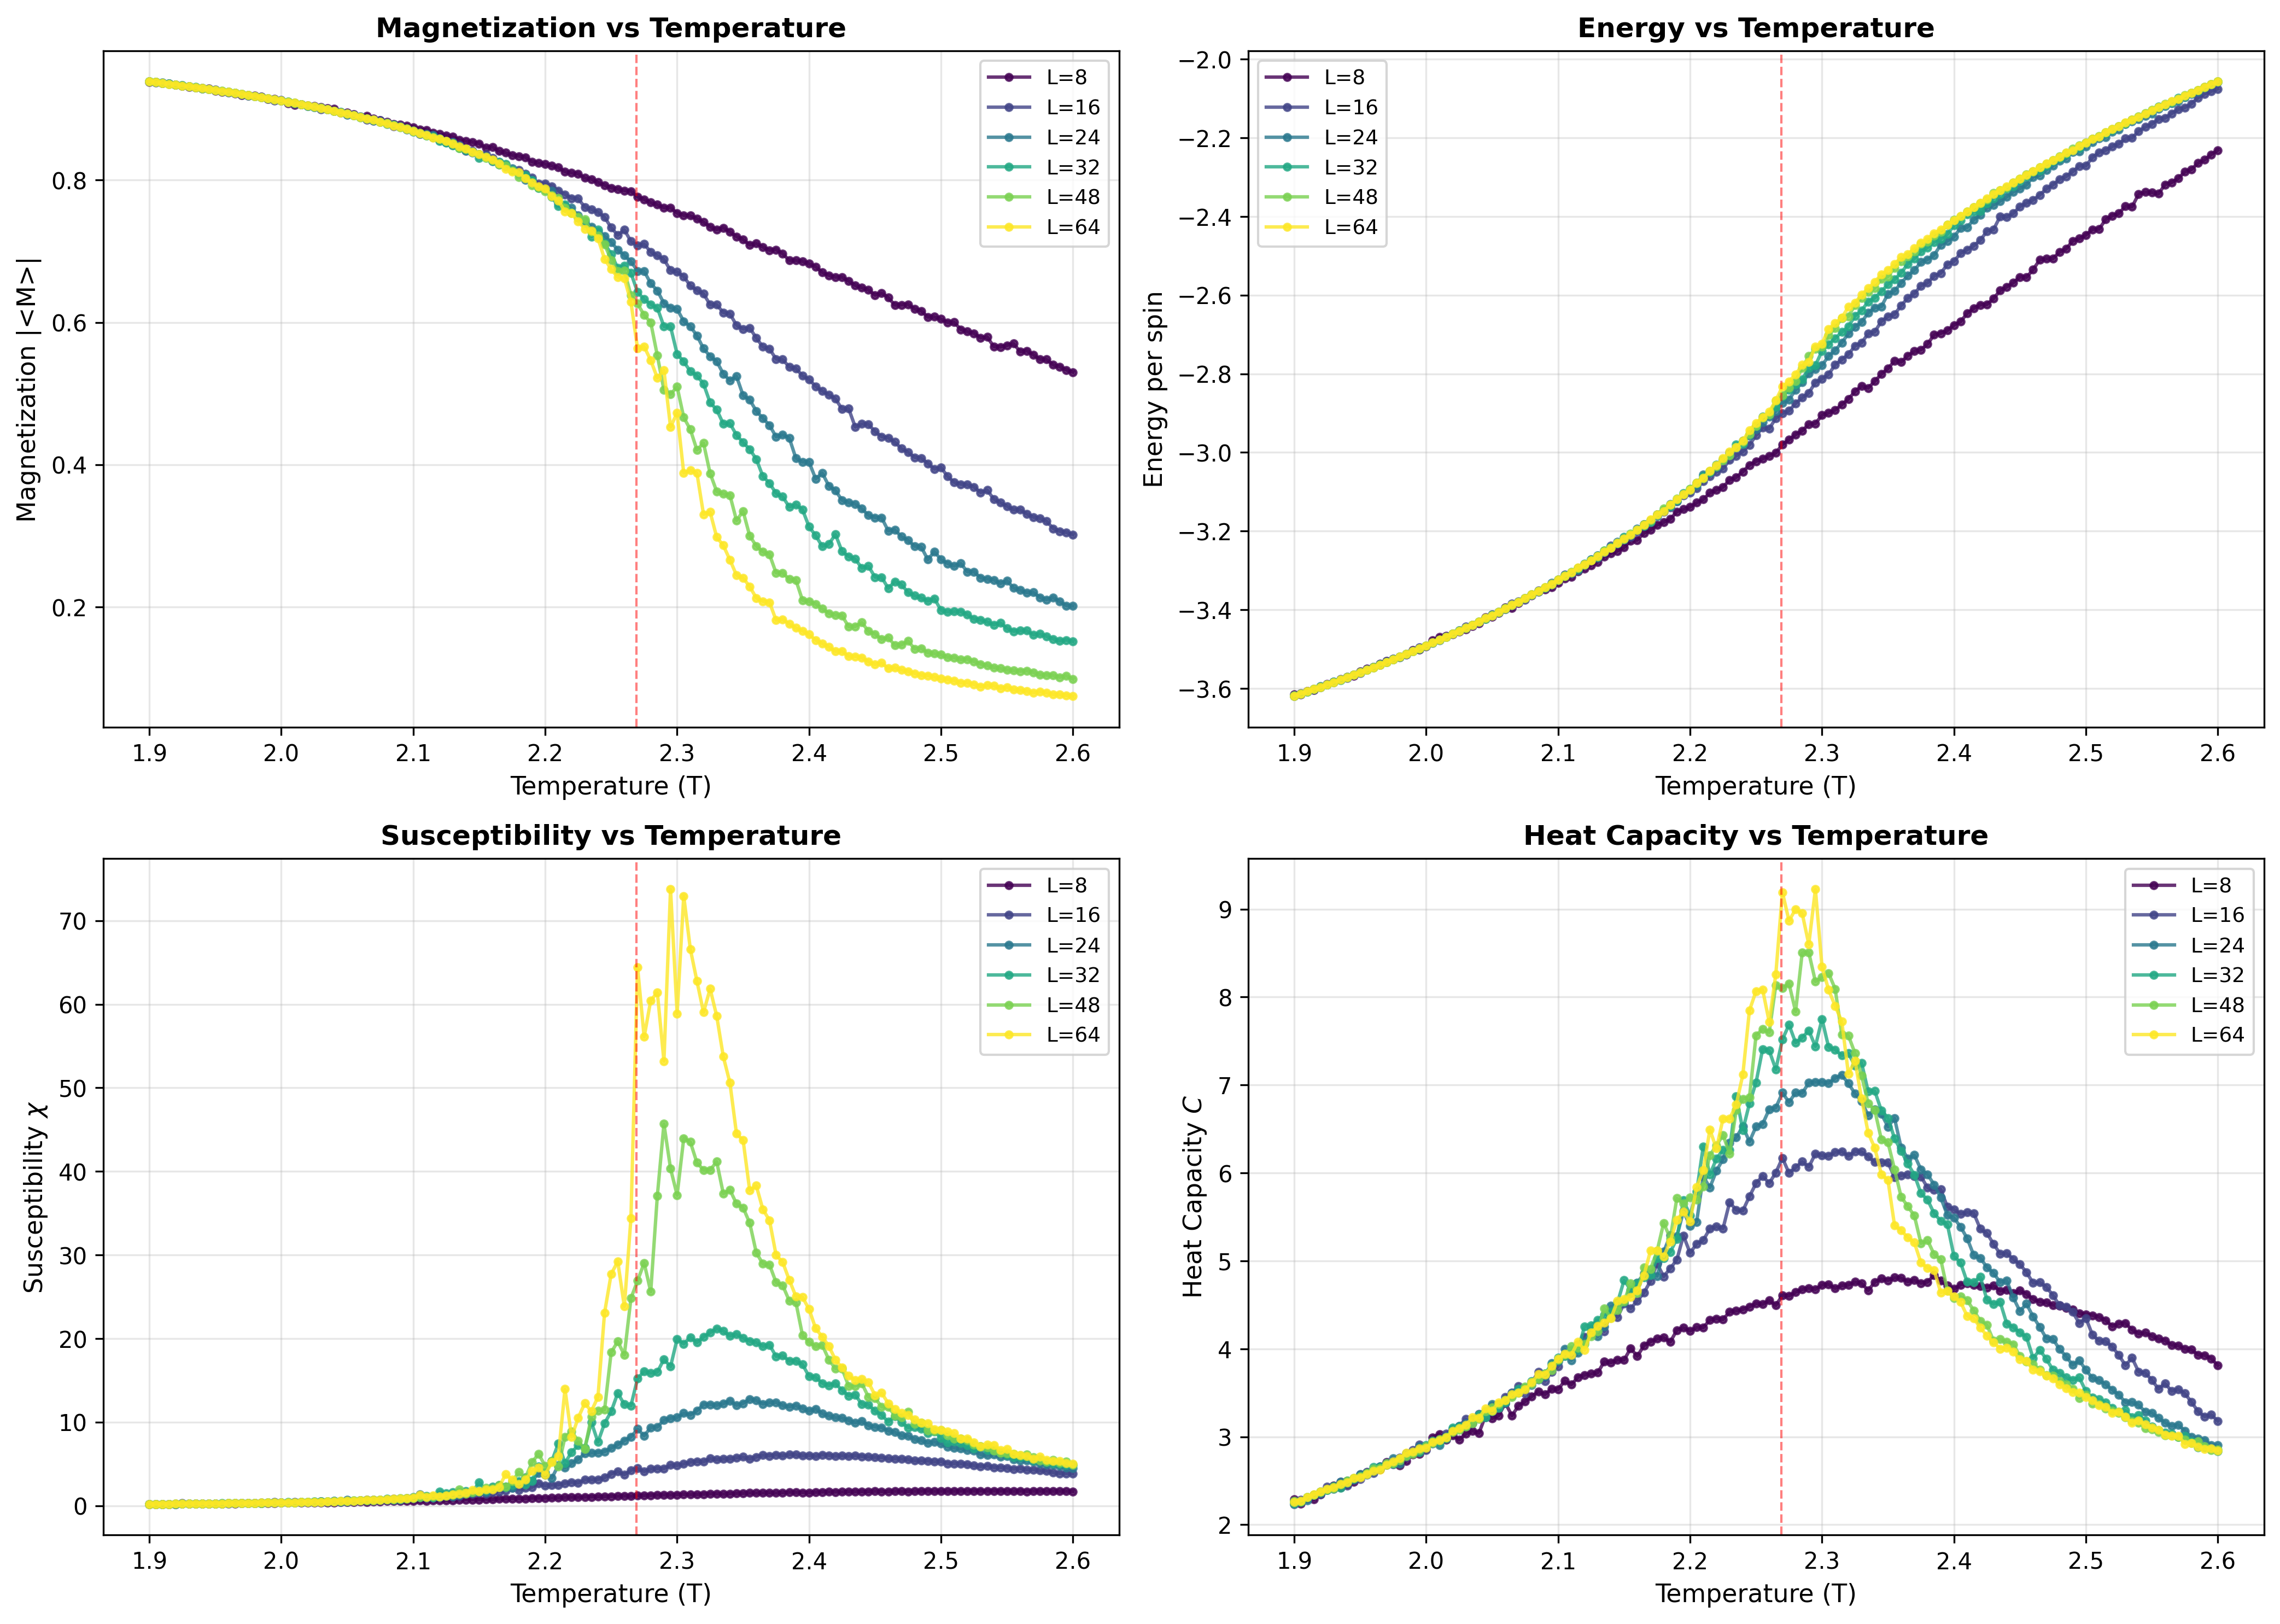 Magnetization vs Temperature
Magnetization |<M>|
0.8
0.6
0.4
0.2
1.9 2.0 2.1 2.2 2.3 2.4 2.5 2.6
Temperature (T)
L=8
L=16
L=24
L=32
L=48
L=64
Energy vs Temperature
Energy per spin
−2.0
−2.2
−2.4
−2.6
−2.8
−3.0
−3.2
−3.4
−3.6
1.9 2.0 2.1 2.2 2.3 2.4 2.5 2.6
Temperature (T)
L=8
L=16
L=24
L=32
L=48
L=64
Susceptibility vs Temperature
Susceptibility χ
70
60
50
40
30
20
10
0
1.9 2.0 2.1 2.2 2.3 2.4 2.5 2.6
Temperature (T)
L=8
L=16
L=24
L=32
L=48
L=64
Heat Capacity vs Temperature
Heat Capacity C
9
8
7
6
5
4
3
2
1.9 2.0 2.1 2.2 2.3 2.4 2.5 2.6
Temperature (T)
L=8
L=16
L=24
L=32
L=48
L=64